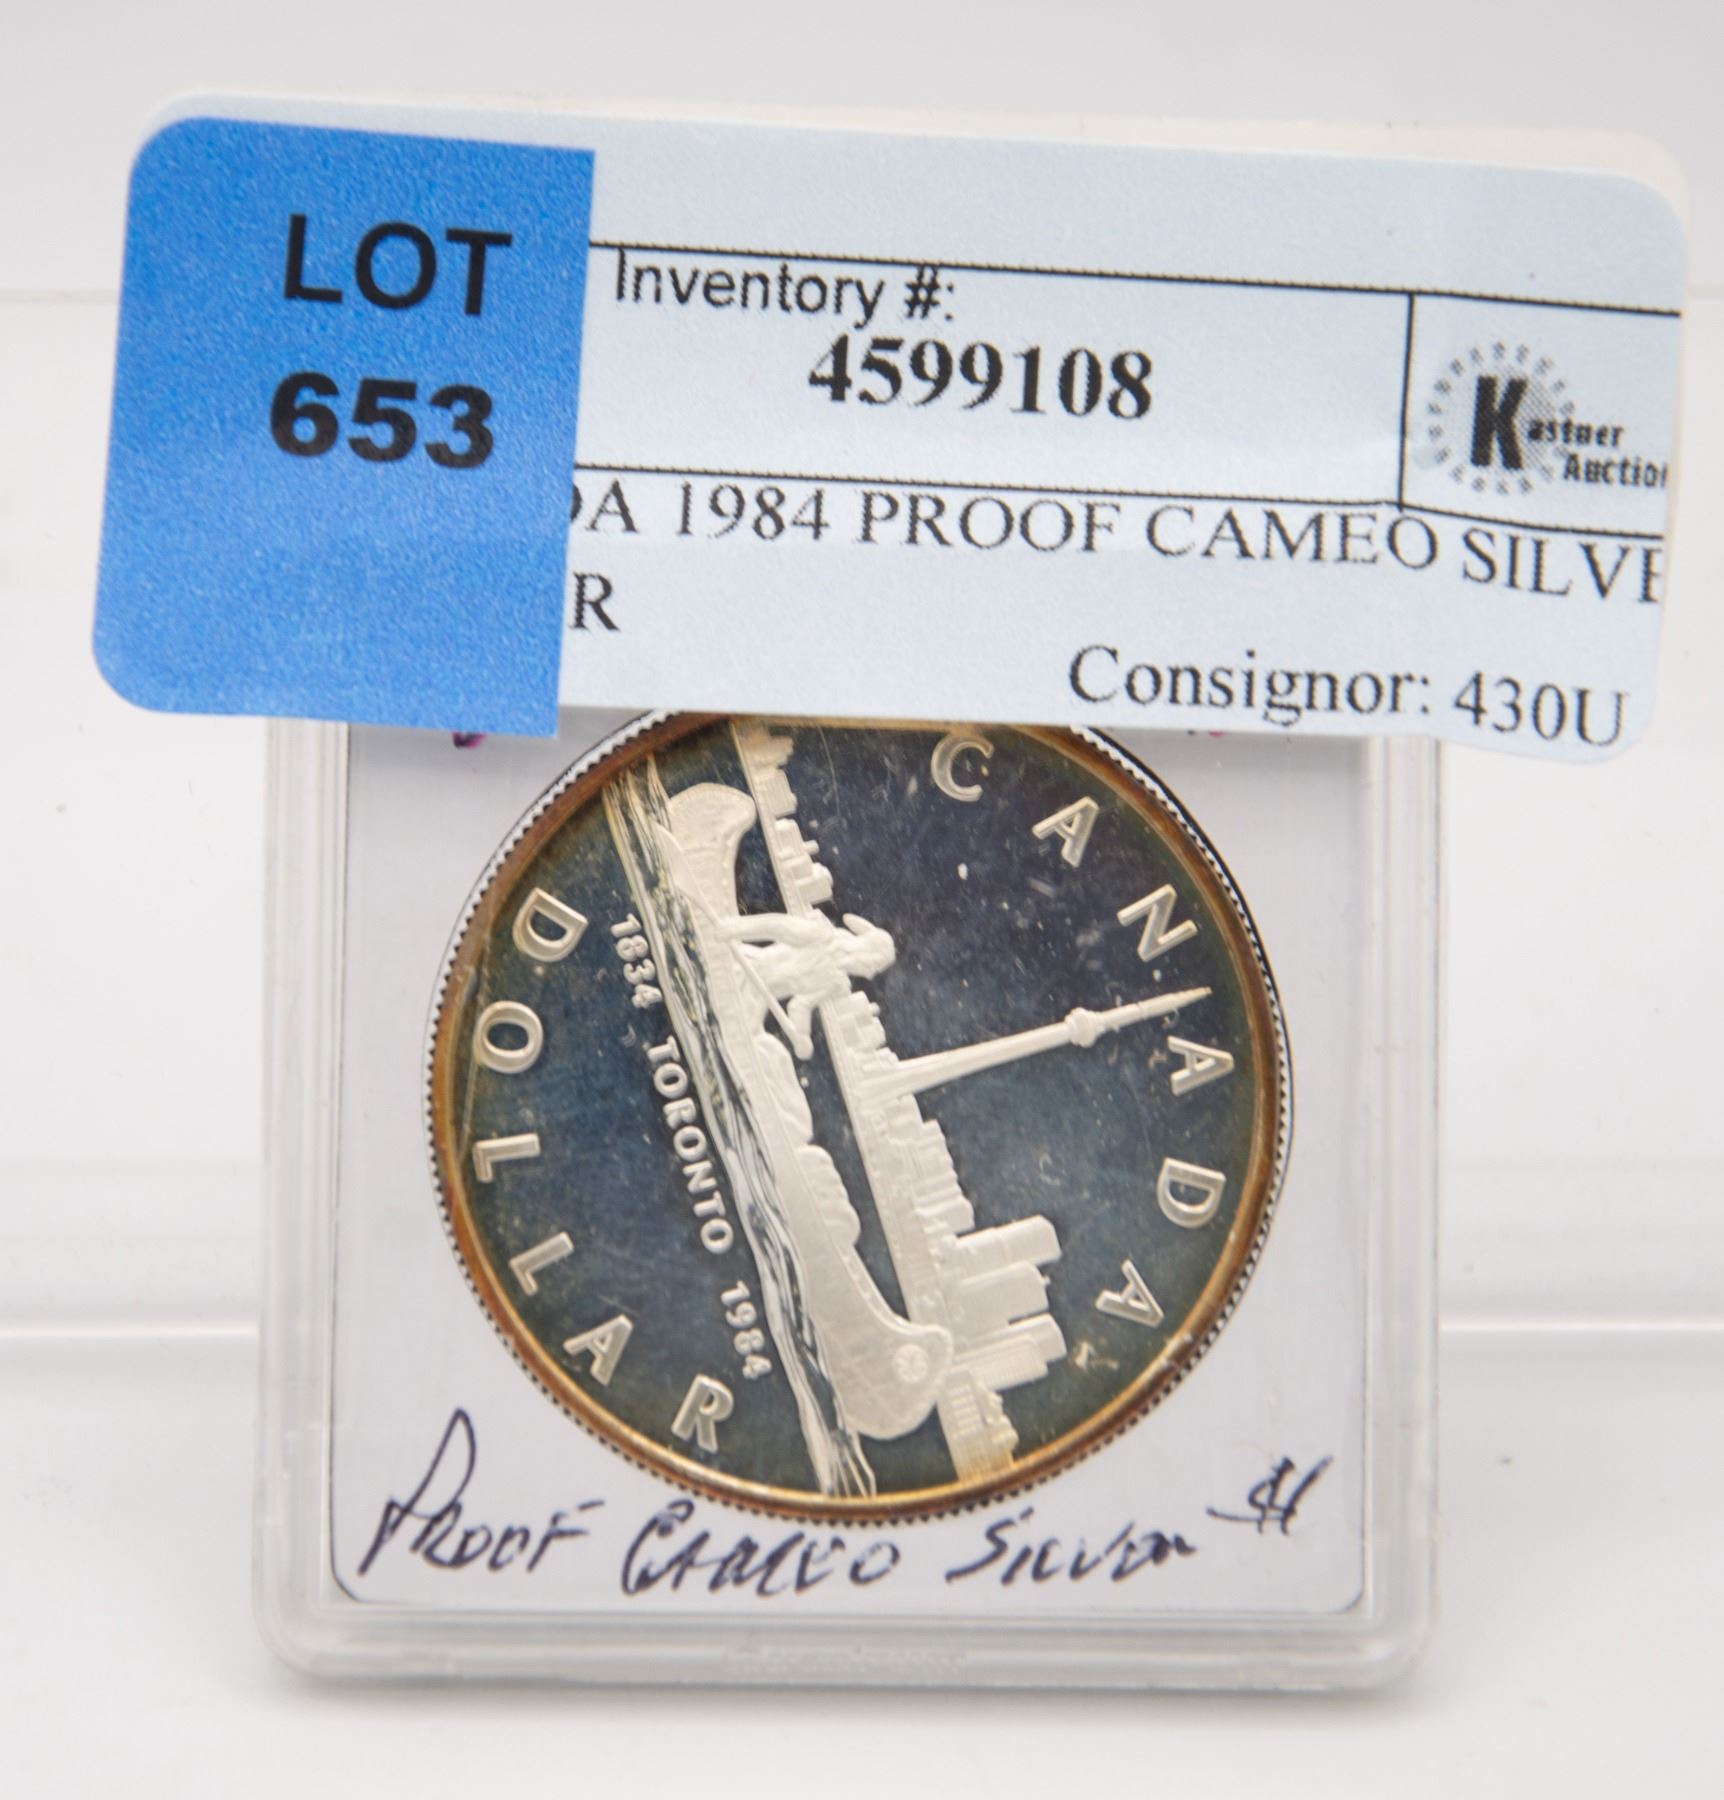 LOT
653
Inventory #:
4599108
Kastner
Auction
DA 1984 PROOF CAMEO SILVE
R
Consignor: 430U
CANADA
1834 TORONTO 1984
DOLLAR
PROOF CAMEO SILVER $1